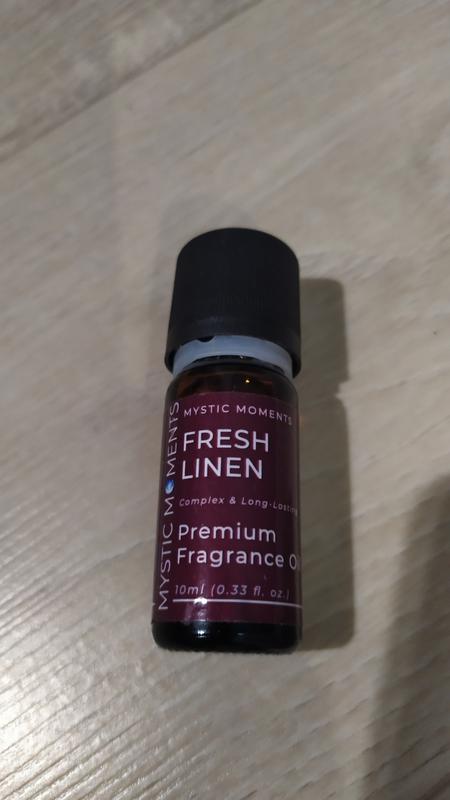 MYSTIC MOMENTS
MYSTIC MOMENTS
FRESH
LINEN
Complex & Long-Lasting
Premium
Fragrance O
10ml (0.33 fl. oz.)